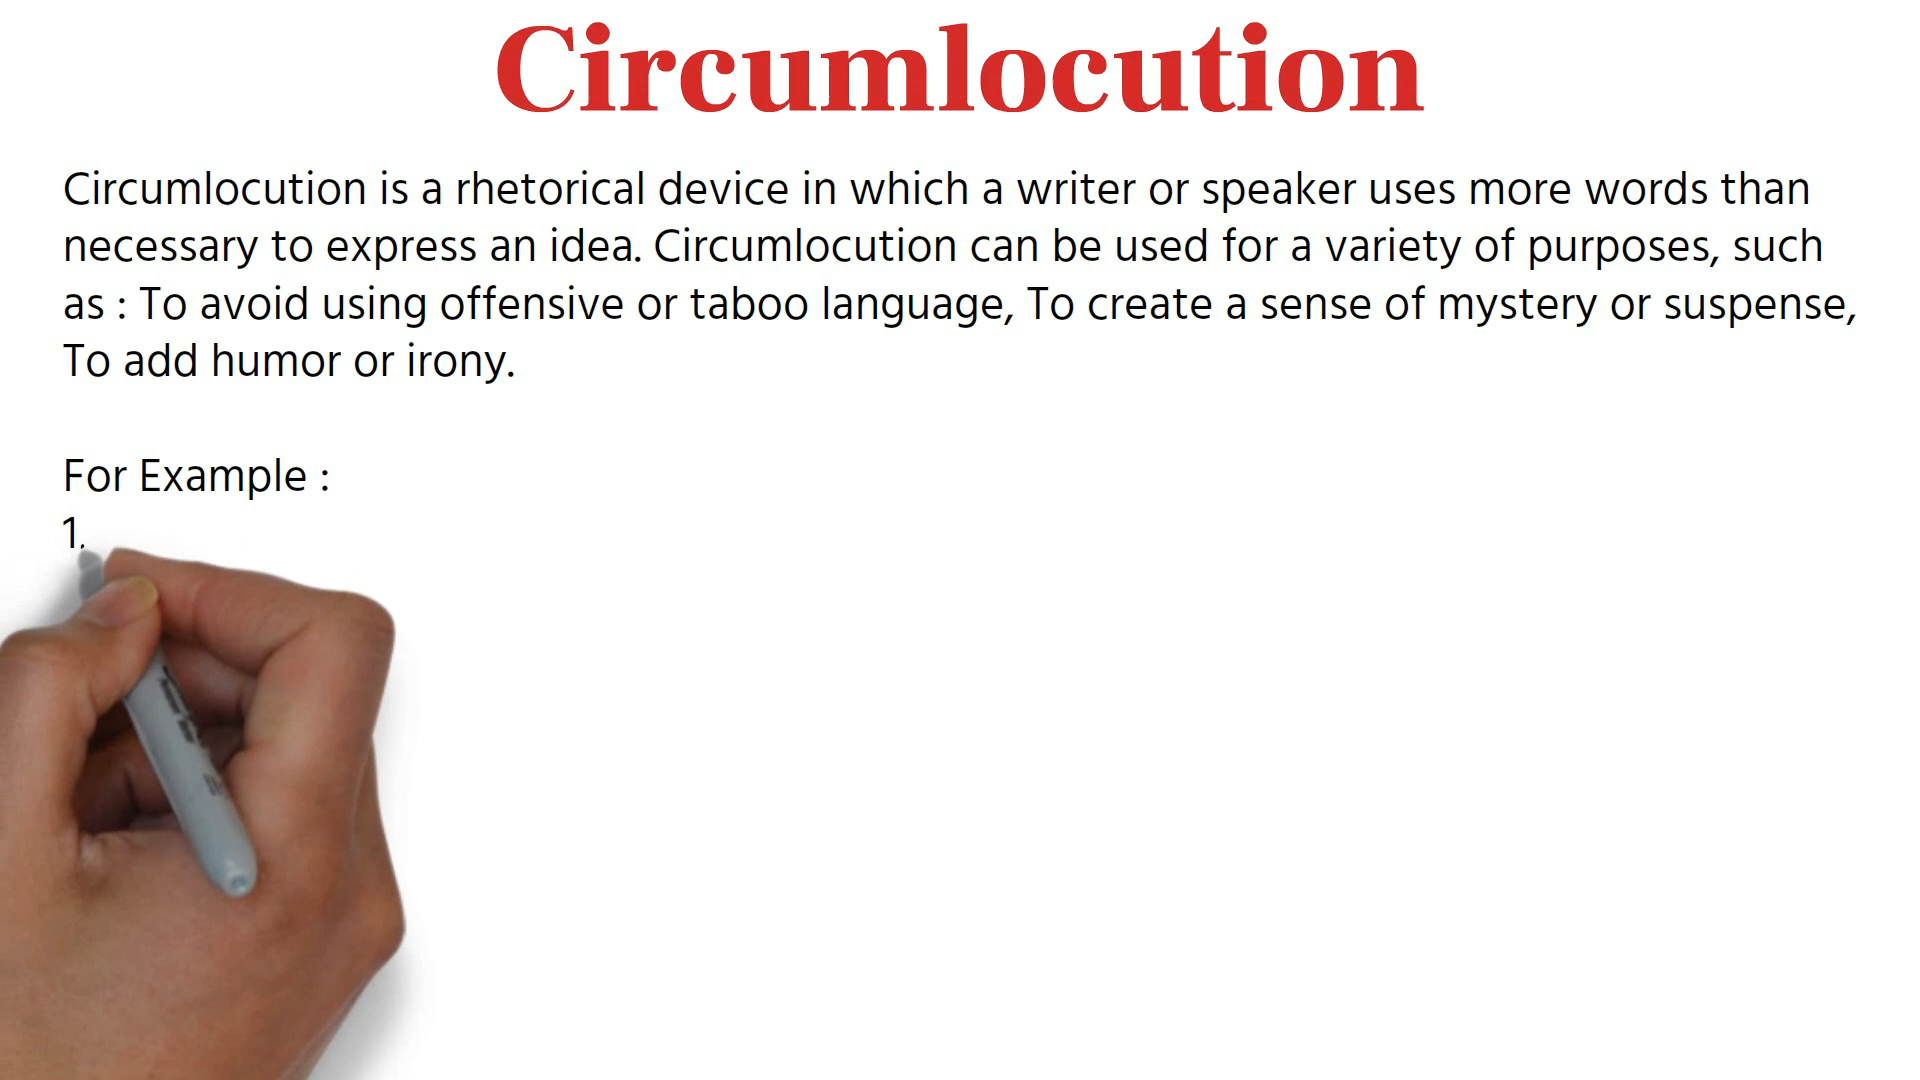 Circumlocution
Circumlocution is a rhetorical device in which a writer or speaker uses more words than
necessary to express an idea. Circumlocution can be used for a variety of purposes, such
as : To avoid using offensive or taboo language, To create a sense of mystery or suspense,
To add humor or irony.
For Example :
1.